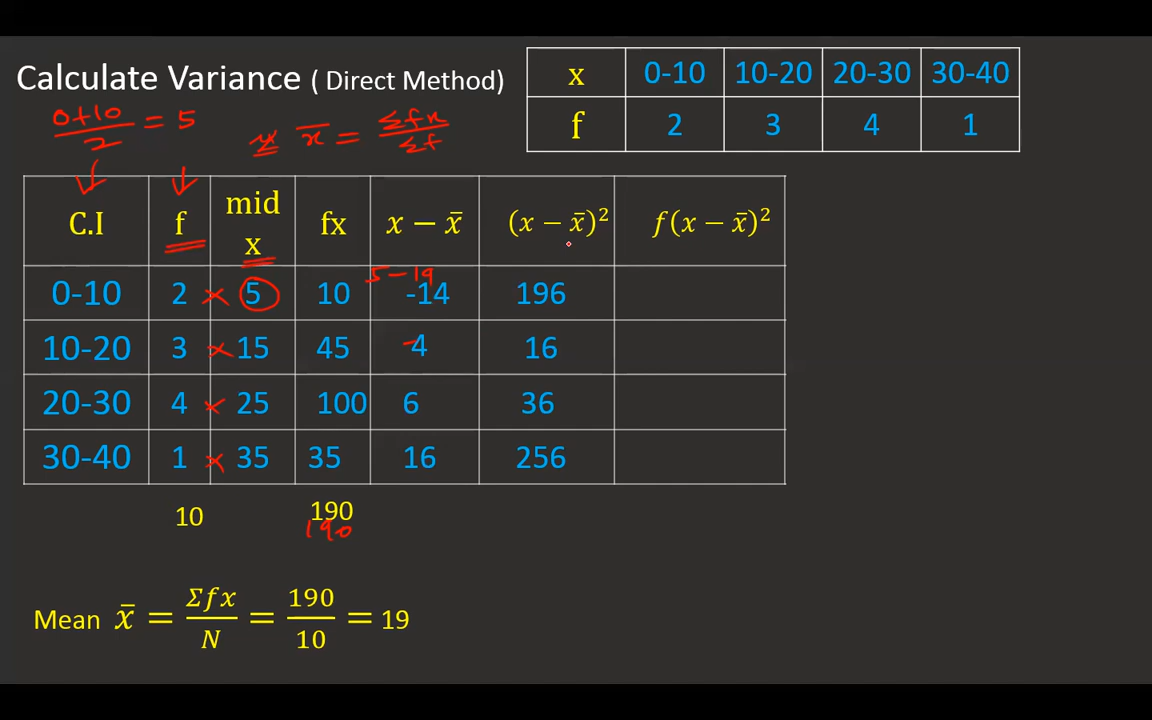 Calculate Variance ( Direct Method)
x 0-10 10-20 20-30 30-40
f 2 3 4 1
0+10/2 = 5
x̄ = Σfx/Σf
C.I f mid x fx x − x̄ (x − x̄)² f(x − x̄)²
5-19
0-10 2 × 5 10 -14 196
10-20 3 × 15 45 -4 16
20-30 4 × 25 100 6 36
30-40 1 × 35 35 16 256
10 190
190
Mean x̄ = Σfx/N = 190/10 = 19